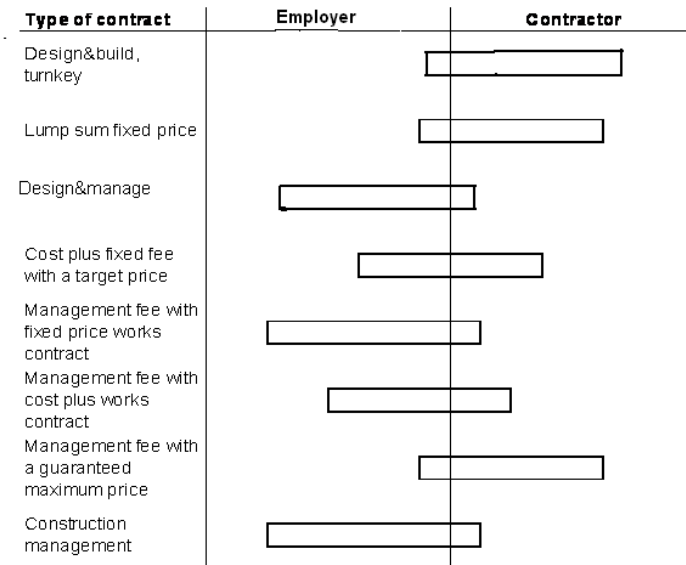 Type of contract Employer Contractor
Design&build,
turnkey
Lump sum fixed price
Design&manage
Cost plus fixed fee
with a target price
Management fee with
fixed price works
contract
Management fee with
cost plus works
contract
Management fee with
a guaranteed
maximum price
Construction
management